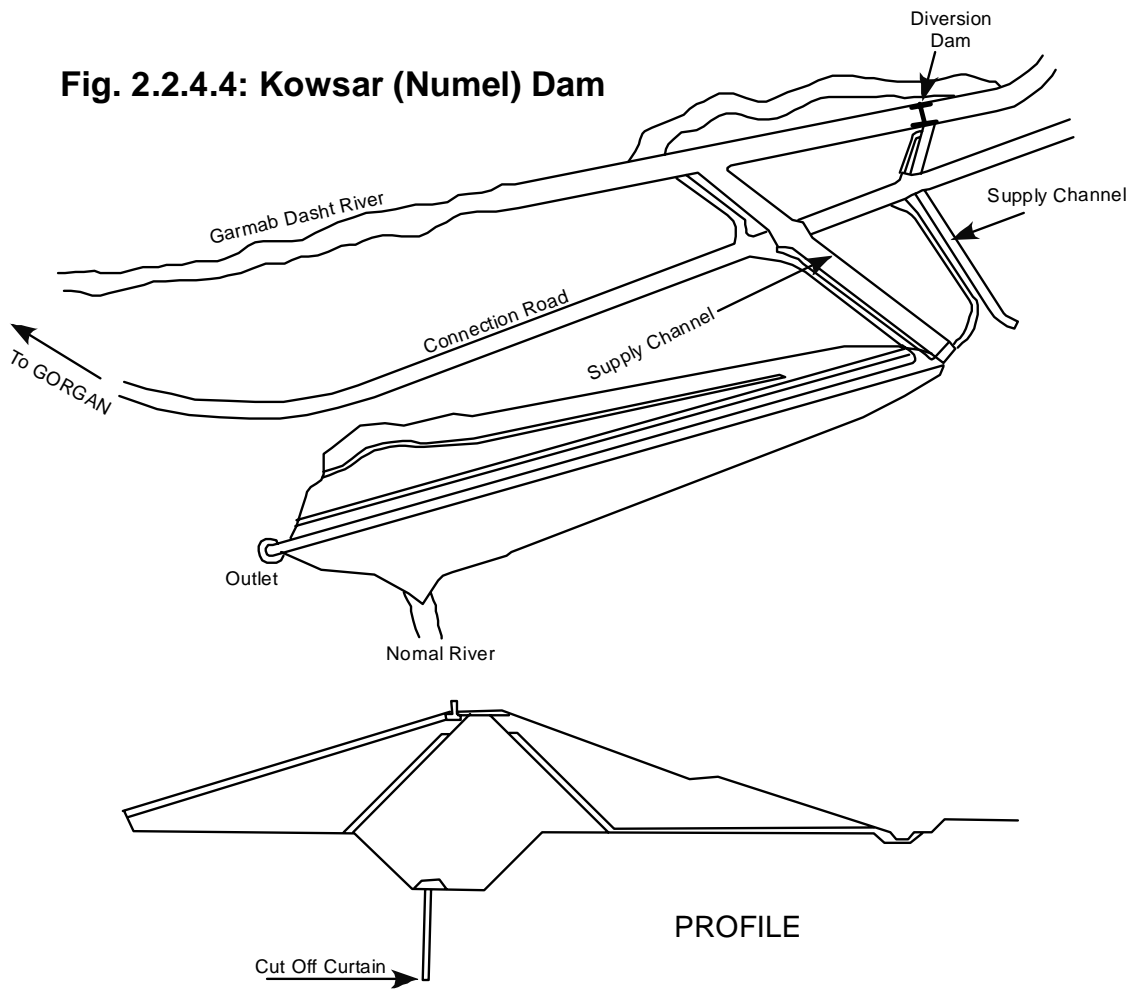 Diversion
Dam
Fig. 2.2.4.4: Kowsar (Numel) Dam
Supply Channel
Garmab Dasht River
Connection Road
Supply Channel
To GORGAN
Outlet
Nomal River
PROFILE
Cut Off Curtain